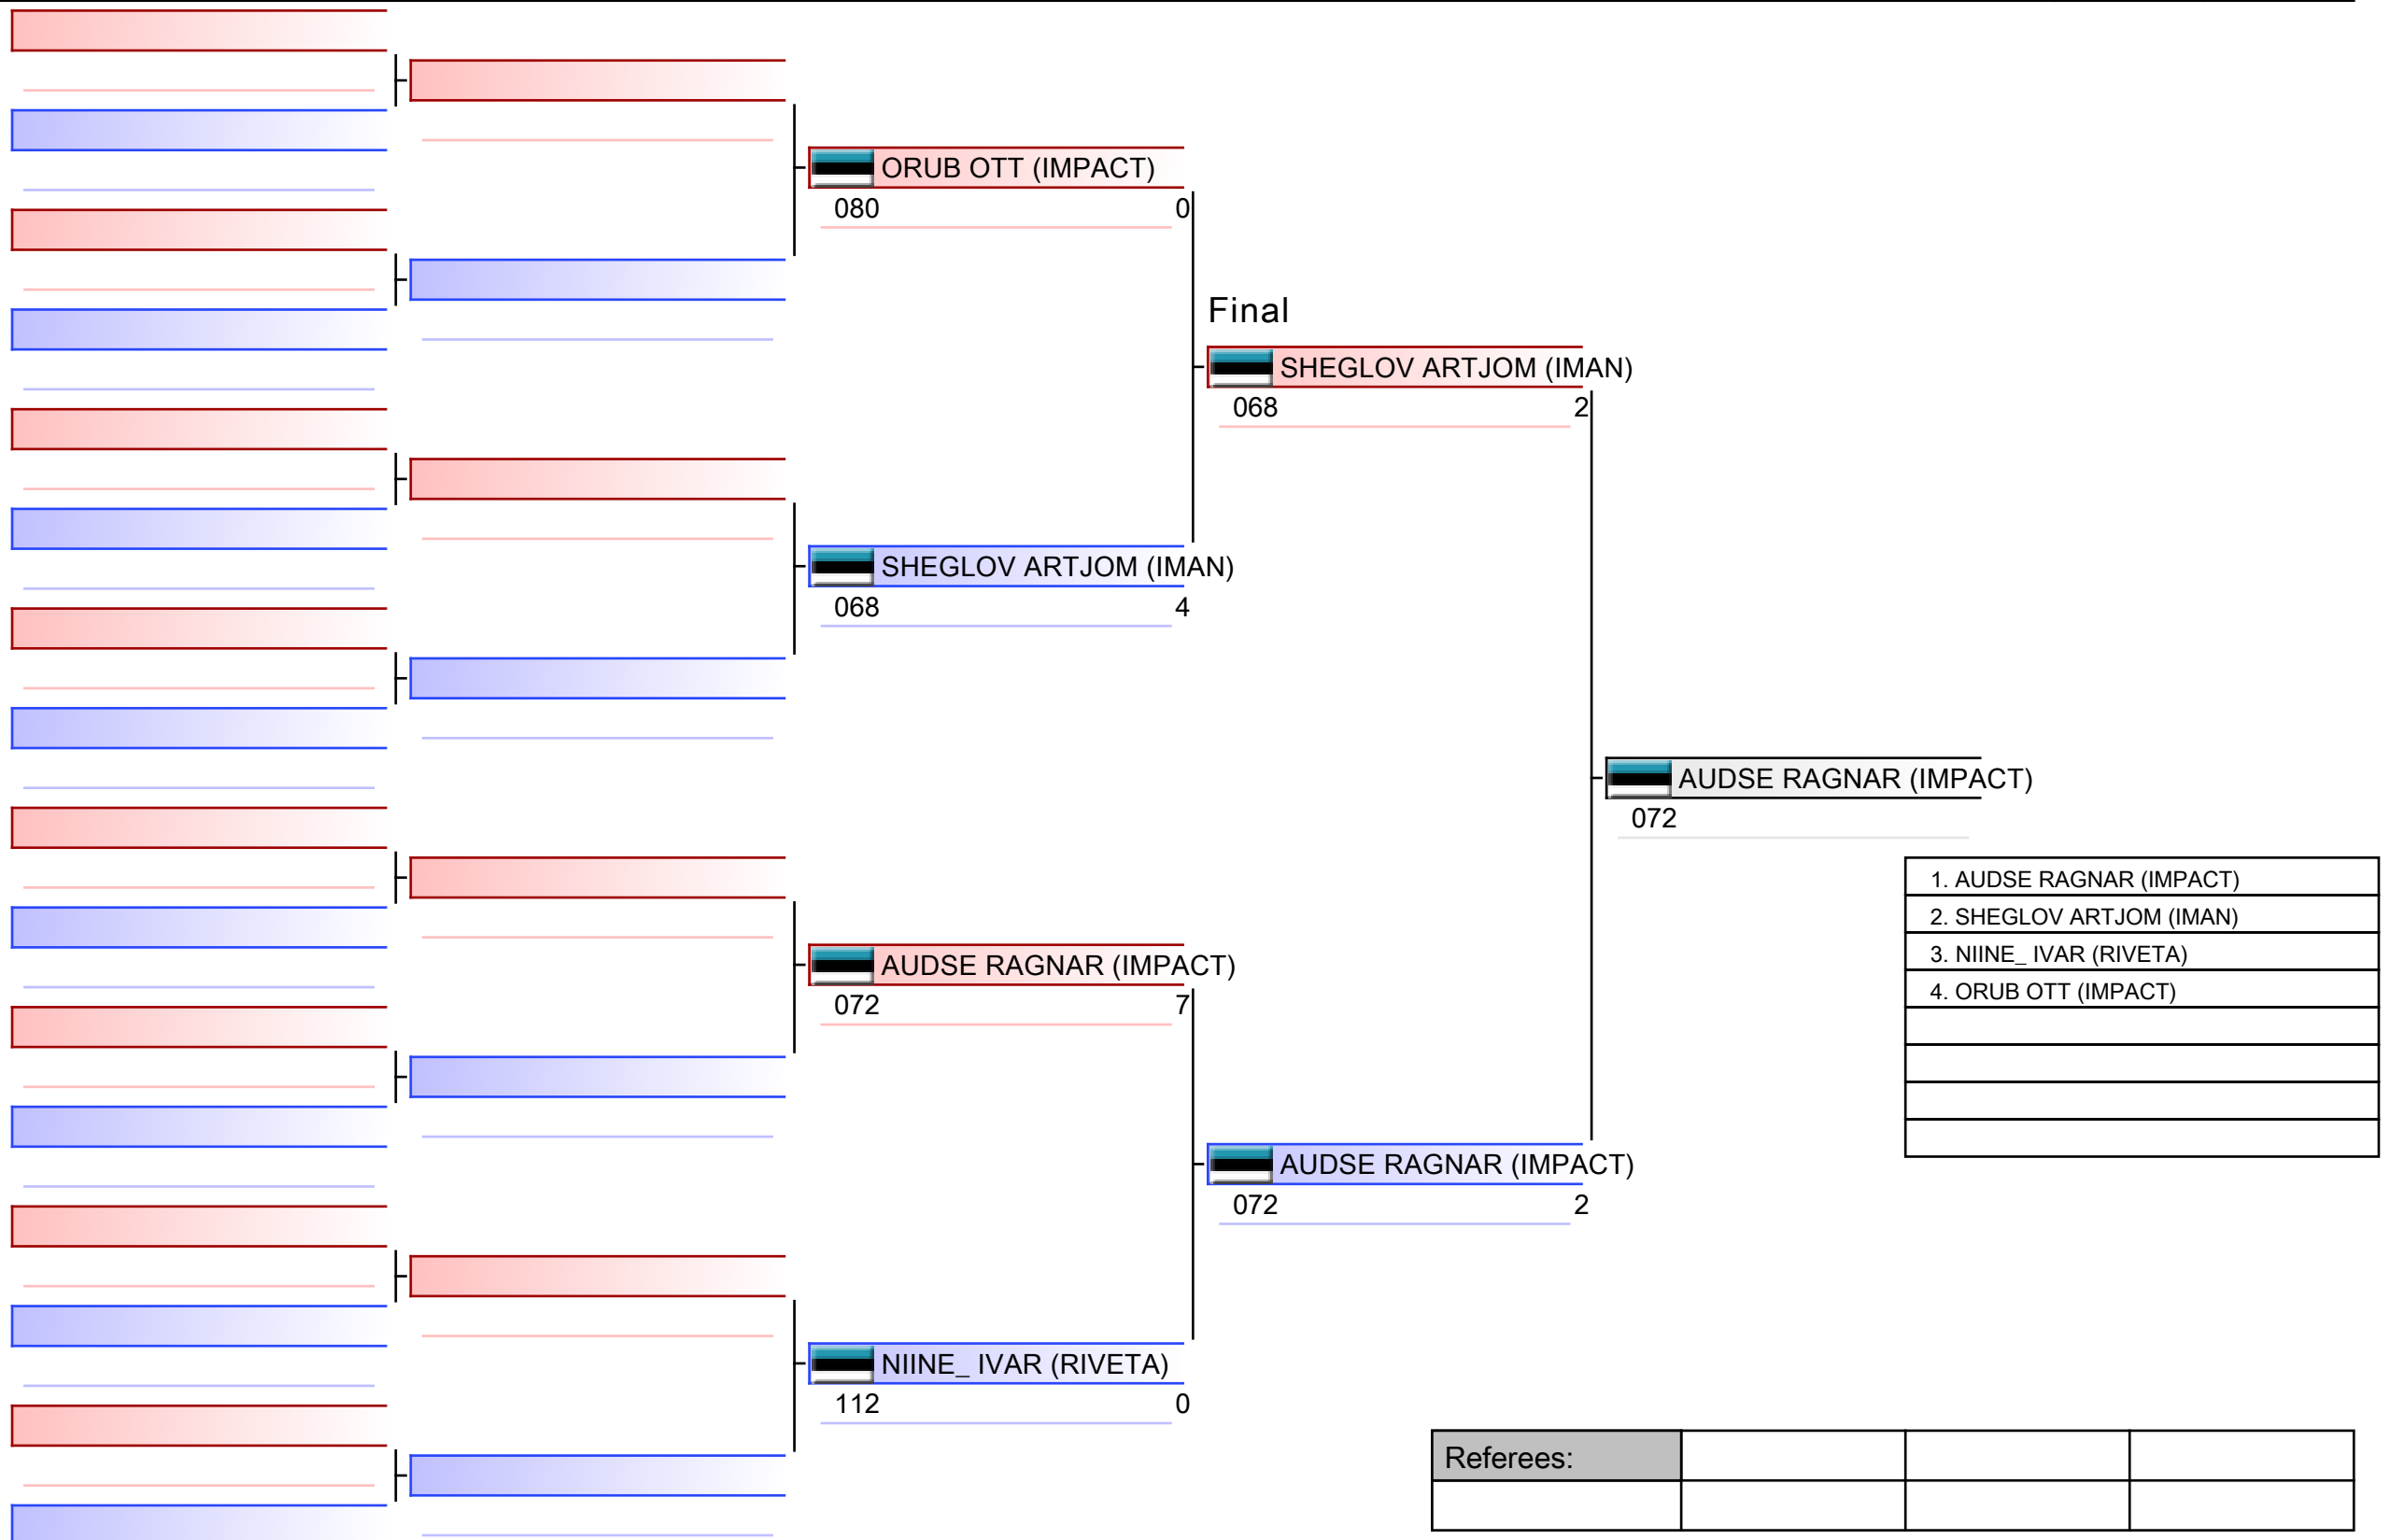 ORUB OTT (IMPACT)
080 0
Final
SHEGLOV ARTJOM (IMAN)
068 2
SHEGLOV ARTJOM (IMAN)
068 4
AUDSE RAGNAR (IMPACT)
072
1. AUDSE RAGNAR (IMPACT)
2. SHEGLOV ARTJOM (IMAN)
3. NIINE_ IVAR (RIVETA)
4. ORUB OTT (IMPACT)
AUDSE RAGNAR (IMPACT)
072 7
AUDSE RAGNAR (IMPACT)
072 2
NIINE_ IVAR (RIVETA)
112 0
Referees: